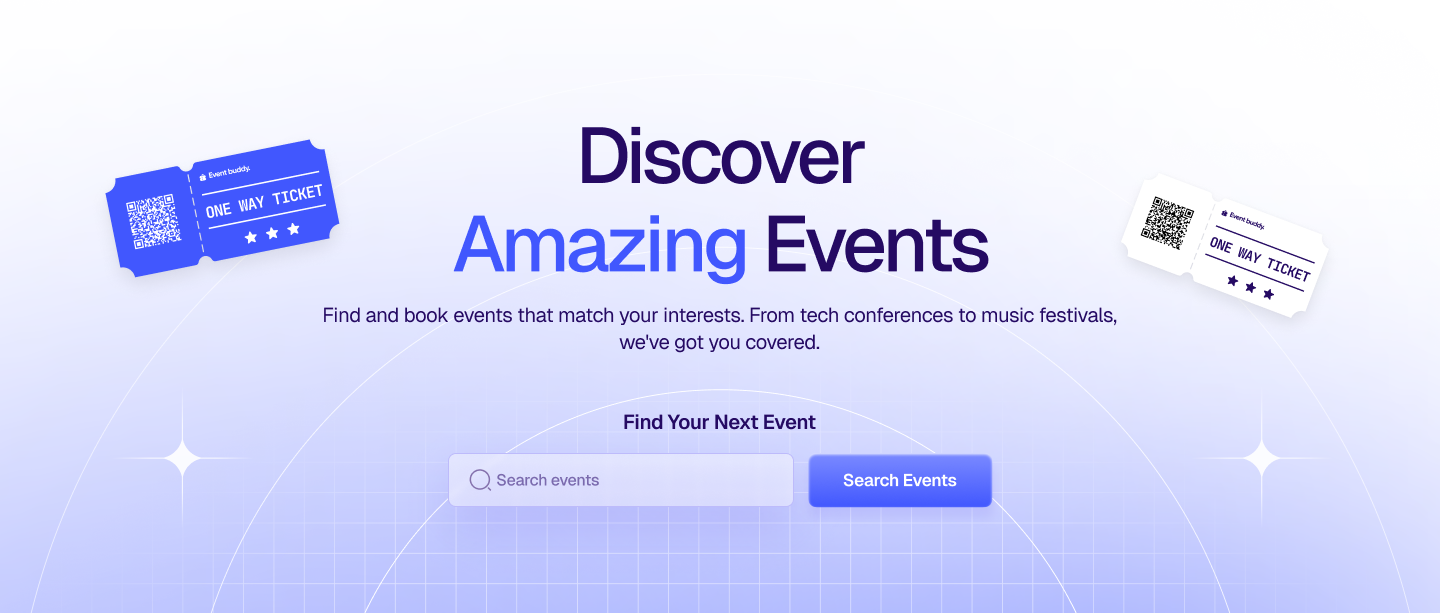 Discover
Event buddy.
ONE WAY TICKET
Amazing Events
Event buddy.
ONE WAY TICKET
Find and book events that match your interests. From tech conferences to music festivals,
we've got you covered.
Find Your Next Event
Search events
Search Events